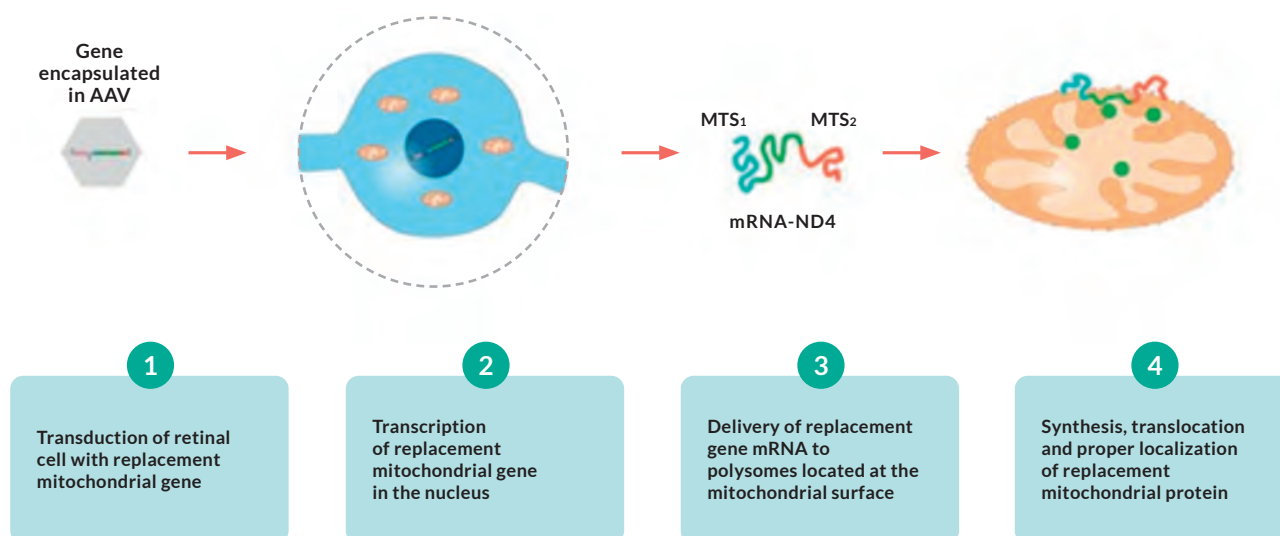 Gene
encapsulated
in AAV
MTS1
MTS2
mRNA-ND4
1
Transduction of retinal
cell with replacement
mitochondrial gene
2
Transcription
of replacement
mitochondrial gene
in the nucleus
3
Delivery of replacement
gene mRNA to
polysomes located at the
mitochondrial surface
4
Synthesis, translocation
and proper localization
of replacement
mitochondrial protein